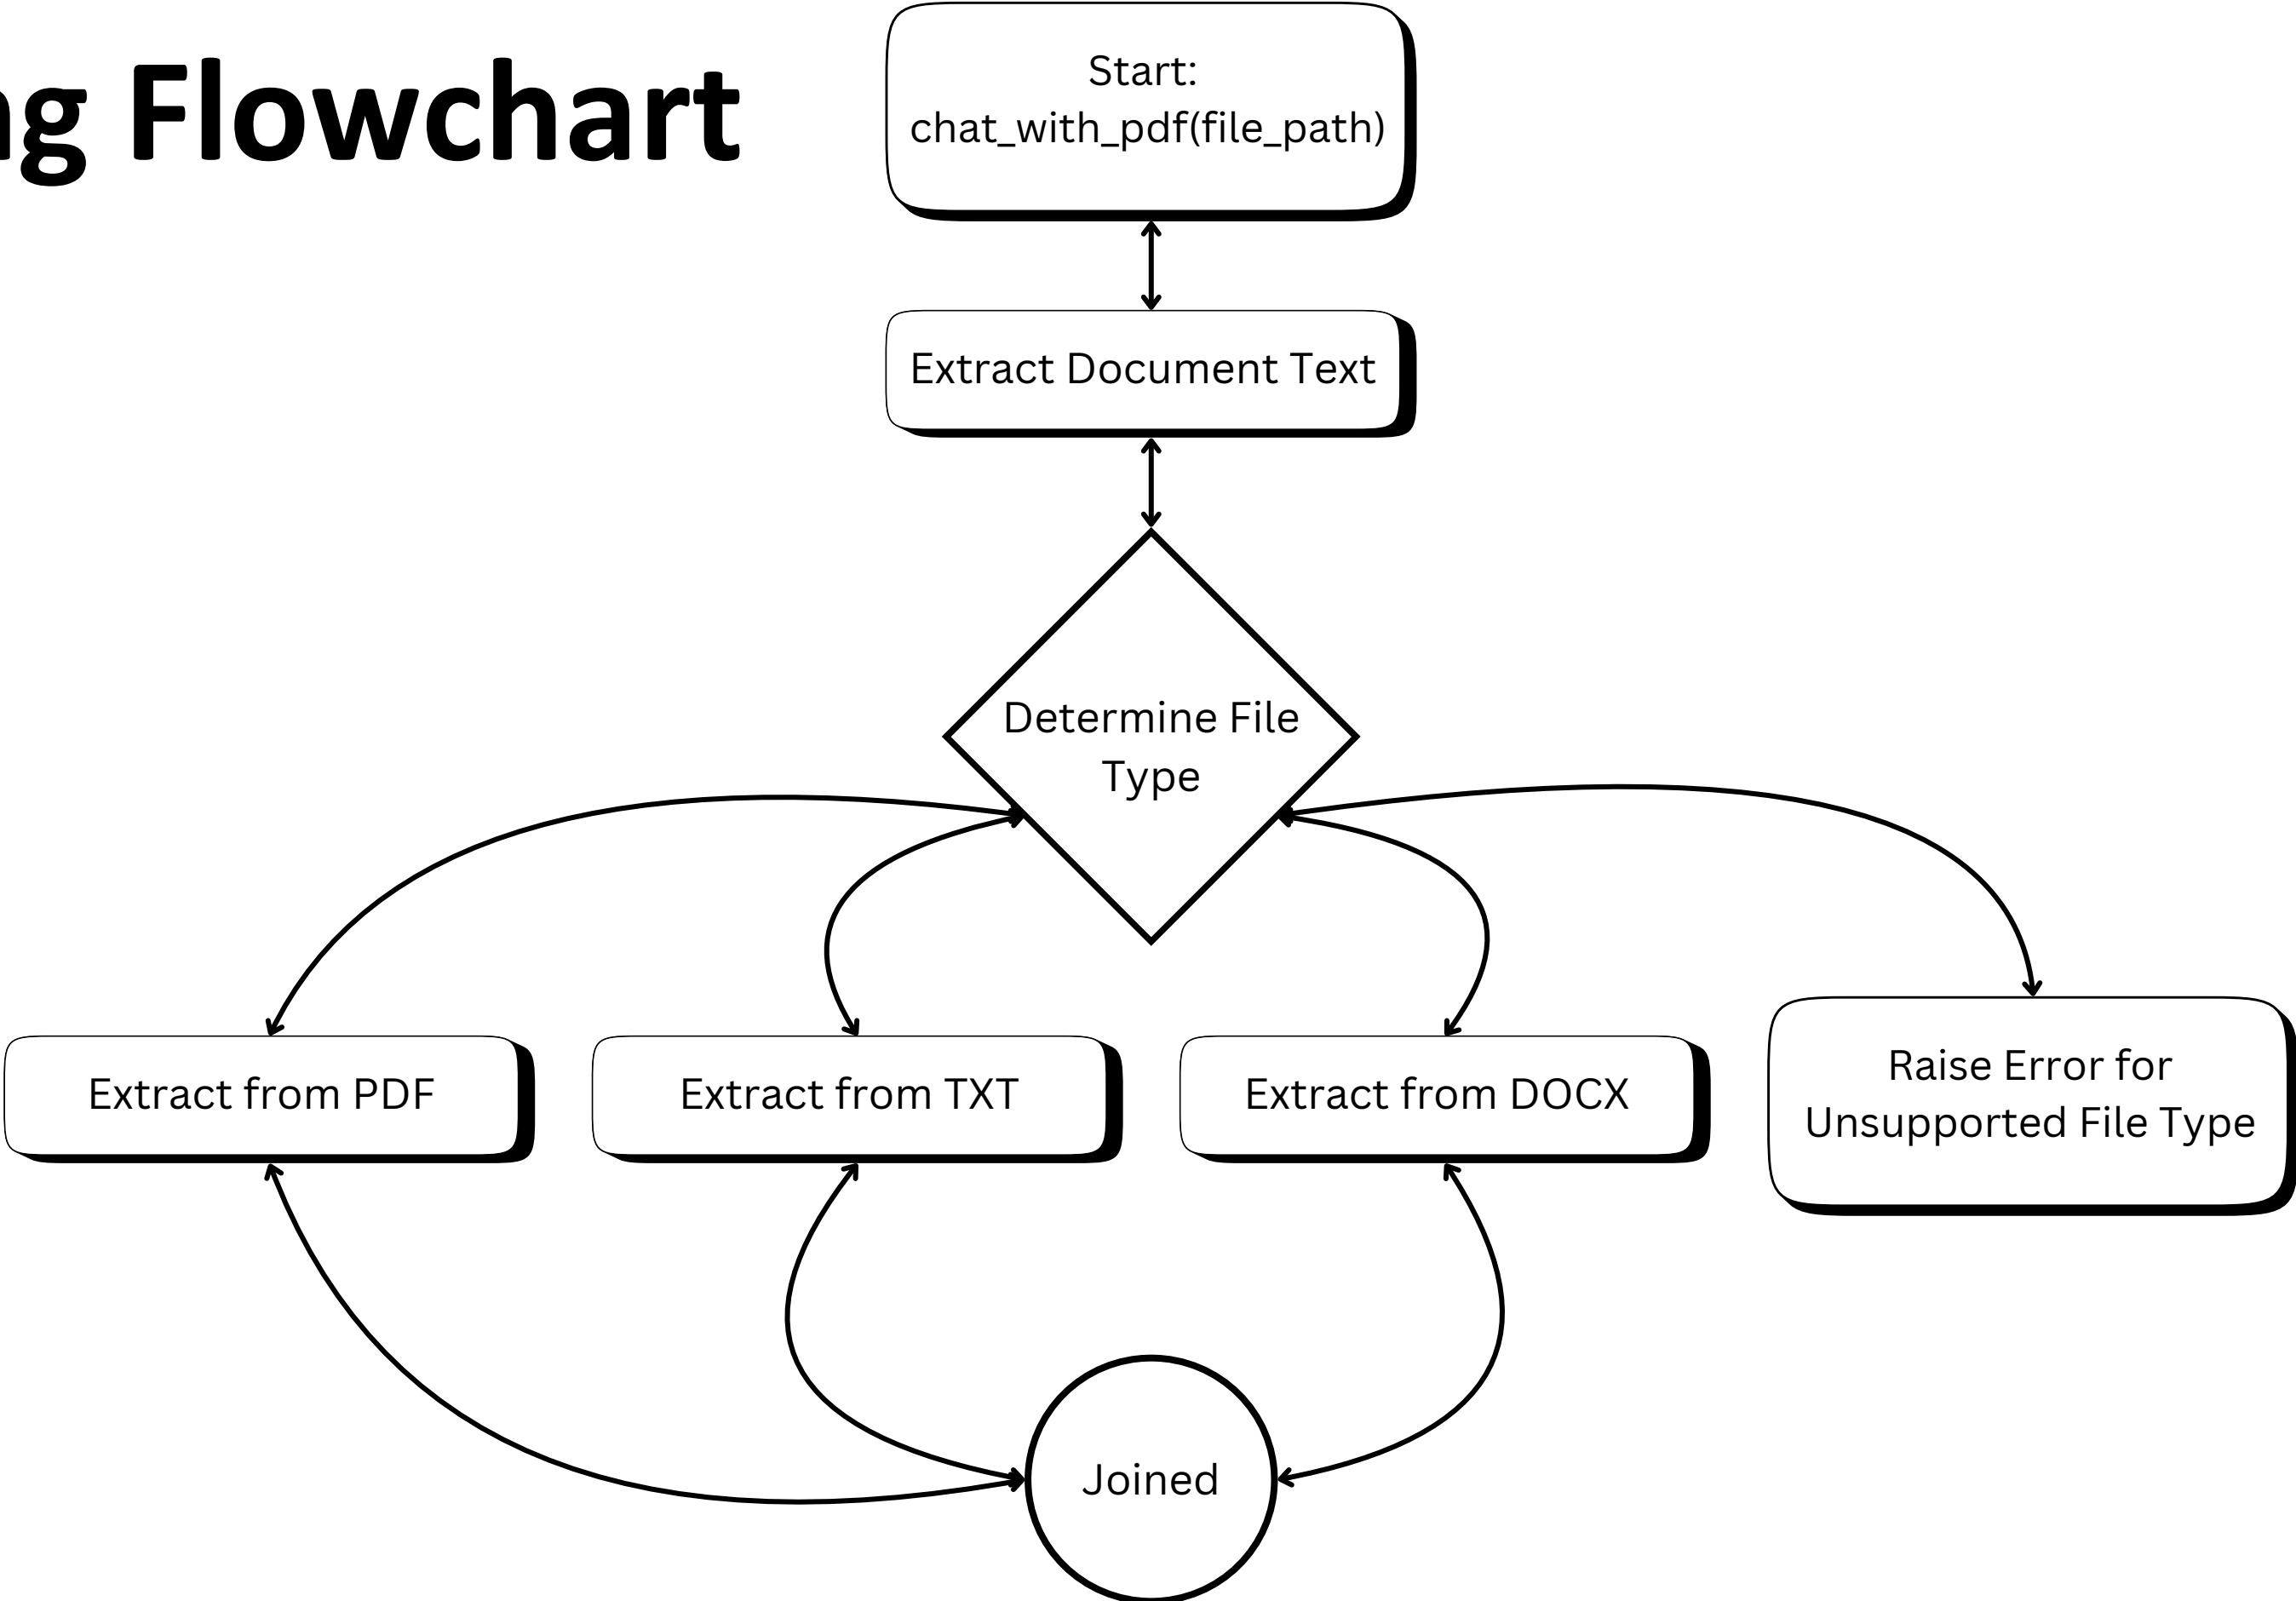 g Flowchart
Start:
chat_with_pdf(file_path)
Extract Document Text
Determine File
Type
Extract from PDF
Extract from TXT
Extract from DOCX
Raise Error for
Unsupported File Type
Joined